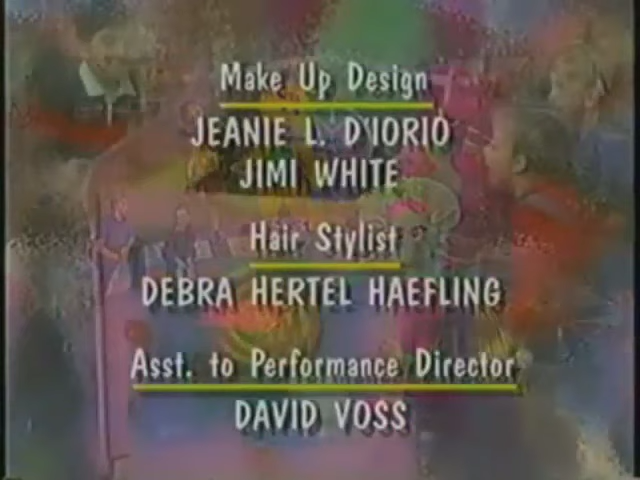 Make Up Design
JEANIE L. D'IORIO
JIMI WHITE
Hair Stylist
DEBRA HERTEL HAEFLING
Asst. to Performance Director
DAVID VOSS